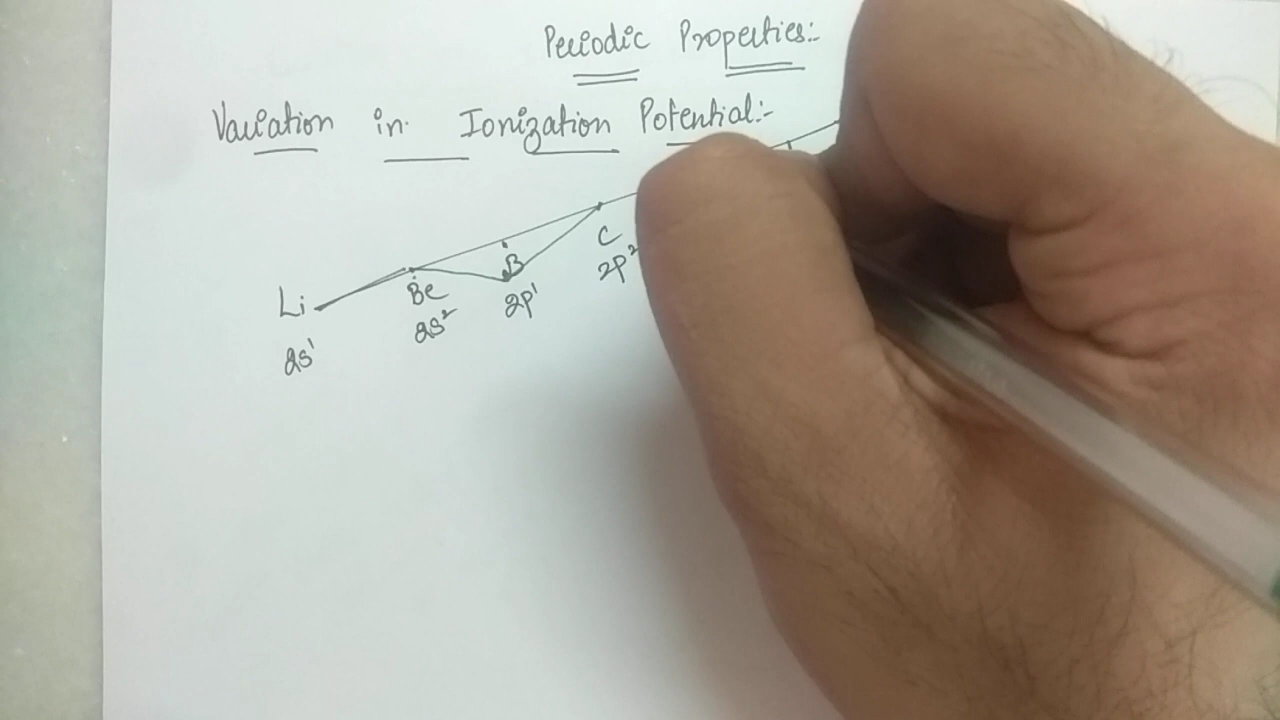 Periodic Properties:-
Variation in Ionization Potential:-
Li Be B C
2s¹ 2s² 2p¹ 2p²